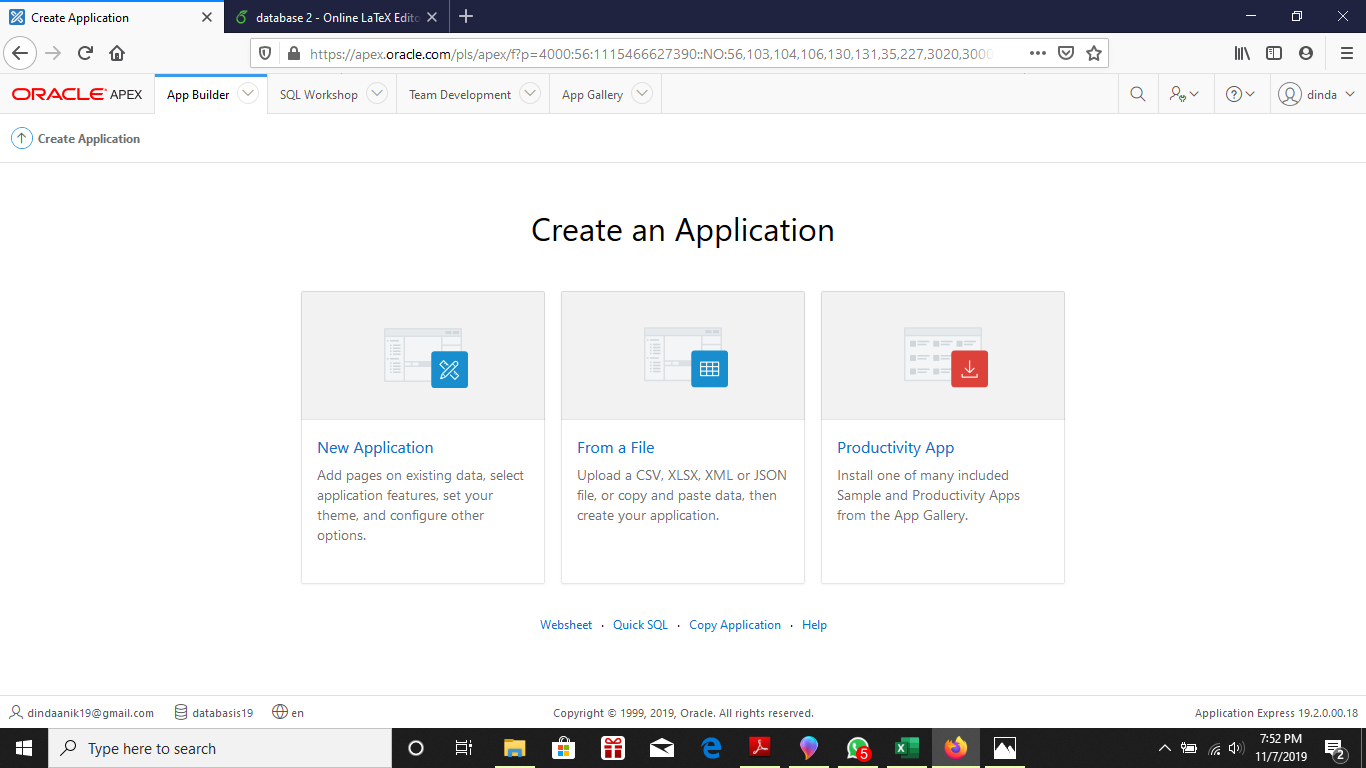 Create Application
database 2 - Online LaTeX Edito
https://apex.oracle.com/pls/apex/f?p=4000:56:1115466627390::NO:56,103,104,106,130,131,35,227,3020,3000
ORACLE APEX
App Builder
SQL Workshop
Team Development
App Gallery
dinda
Create Application
Create an Application
New Application
Add pages on existing data, select
application features, set your
theme, and configure other
options.
From a File
Upload a CSV, XLSX, XML or JSON
file, or copy and paste data, then
create your application.
Productivity App
Install one of many included
Sample and Productivity Apps
from the App Gallery.
Websheet · Quick SQL · Copy Application · Help
dindaanik19@gmail.com
databasis19
en
Copyright © 1999, 2019, Oracle. All rights reserved.
Application Express 19.2.0.00.18
Type here to search
5
7:52 PM
11/7/2019
2